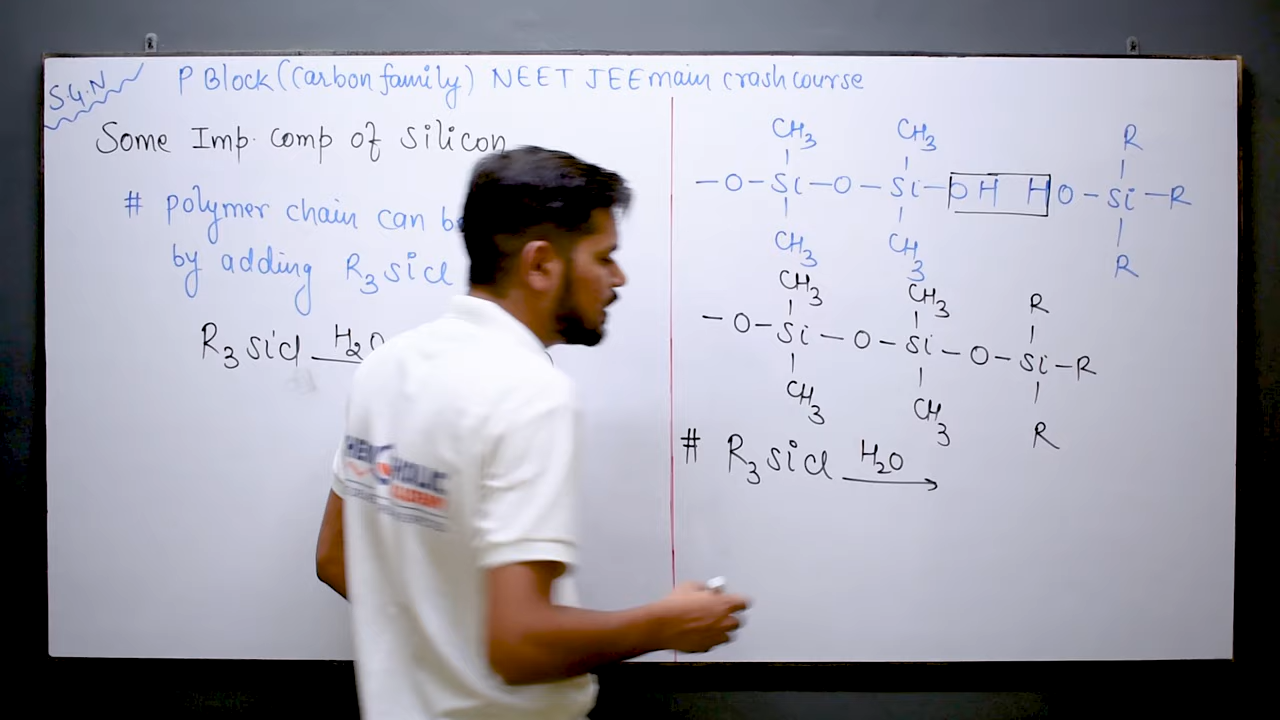 S.G.N
P Block (Carbon family) NEET JEE main crash course
Some Imp. comp of silicon
# polymer chain can b
by adding R3SiCl
R3SiCl H2O
CH3 CH3 R
–O–Si–O–Si–OH HO–Si–R
CH3 CH3 R
CH3 CH3 R
–O–Si–O–Si–O–Si–R
CH3 CH3 R
# R3SiCl H2O →